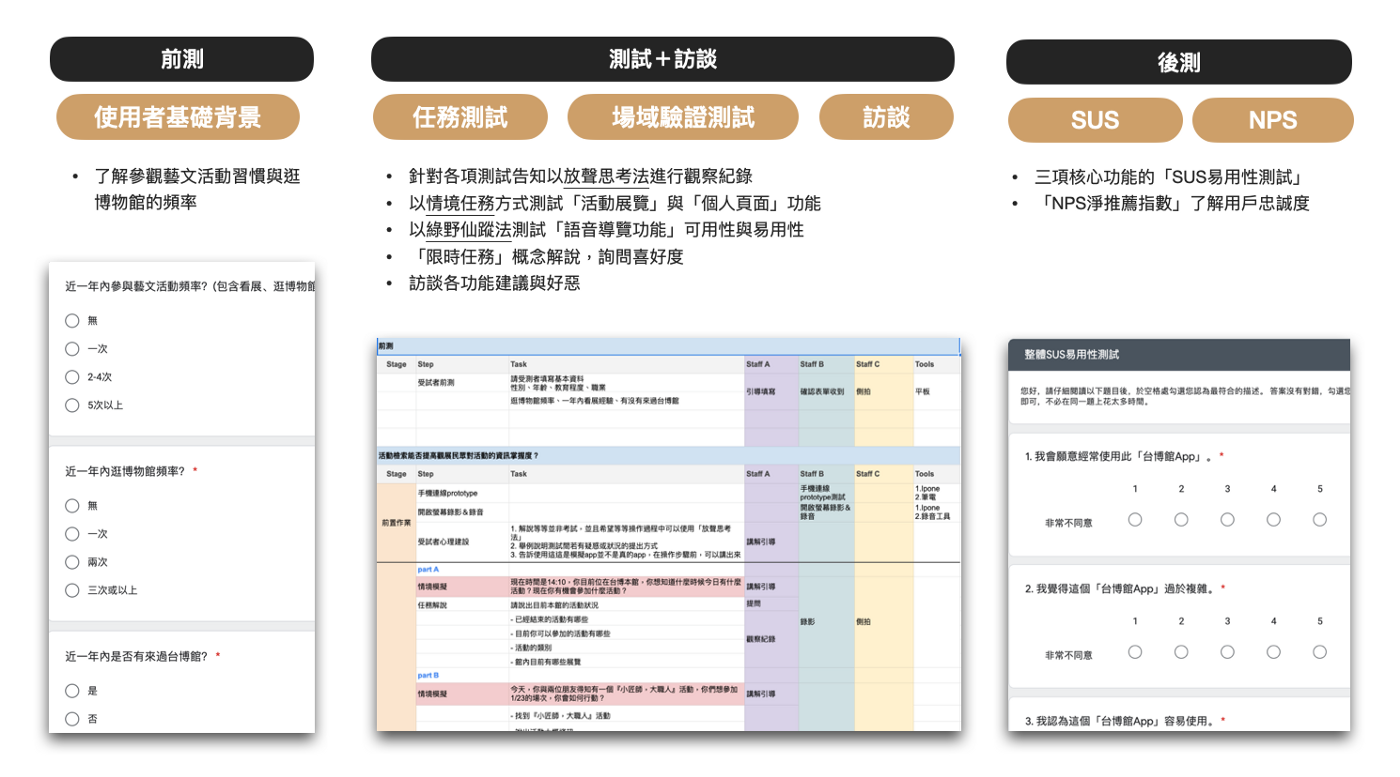 前測
使用者基礎背景
• 了解參觀藝文活動習慣與逛
博物館的頻率
近一年內參與藝文活動頻率? (包含看展、逛博物館
無
一次
2-4次
5次以上
近一年內逛博物館頻率? *
無
一次
兩次
三次或以上
近一年內是否有來過台博館? *
是
否
測試＋訪談
任務測試 場域驗證測試 訪談
• 針對各項測試告知以放聲思考法進行觀察紀錄
• 以情境任務方式測試「活動展覽」與「個人頁面」功能
• 以綠野仙蹤法測試「語音導覽功能」可用性與易用性
• 「限時任務」概念解說，詢問喜好度
• 訪談各功能建議與好惡
前測
Stage Step Task Staff A Staff B Staff C Tools
受試者前測 請受測者填寫基本資料
性別、年齡、教育程度、職業
引導填寫 確認表單收到 側拍 平板
逛博物館頻率、一年內看展經驗、有沒有來過台博館
活動檢索能否提高觀展民眾對活動的資訊掌握度？
Stage Step Task Staff A Staff B Staff C Tools
前置作業
手機連線prototype 手機連線
prototype測試
1.Ipone
2.筆電
開啟螢幕錄影＆錄音 開啟螢幕錄影＆
錄音
1.Ipone
2.錄音工具
受試者心理建設 1. 解說等等並非考試，並且希望等等操作過程中可以使用「放聲思考
法」
2. 舉例說明測試間若有疑惑或狀況的提出方式
3. 告訴使用這這是模擬app並不是真的app，在操作步驟前，可以講出來
講解引導
part A
情境模擬 現在時間是14:10，你目前位在台博本館，你想知道什麼時候今日有什麼
活動？現在你有機會參加什麼活動？
講解引導
任務解說 請說出目前本館的活動狀況 提問
- 已經結束的活動有哪些
錄影 側拍
- 目前你可以參加的活動有哪些
觀察紀錄
- 活動的類別
- 館內目前有哪些展覽
part B
情境模擬 今天，你與兩位朋友得知有一個『小匠師，大職人』活動，你們想參加
1/23的場次，你會如何行動？
講解引導
- 找到『小匠師，大職人』活動
後測
SUS NPS
• 三項核心功能的「SUS易用性測試」
• 「NPS淨推薦指數」了解用戶忠誠度
整體SUS易用性測試
您好，請仔細閱讀以下題目後，於空格處勾選您認為最符合的描述。 答案沒有對錯，勾選您
即可，不必在同一題上花太多時間。
1. 我會願意經常使用此「台博館App」。 *
1 2 3 4 5
非常不同意
2. 我覺得這個「台博館App」過於複雜。 *
1 2 3 4 5
非常不同意
3. 我認為這個「台博館App」容易使用。 *